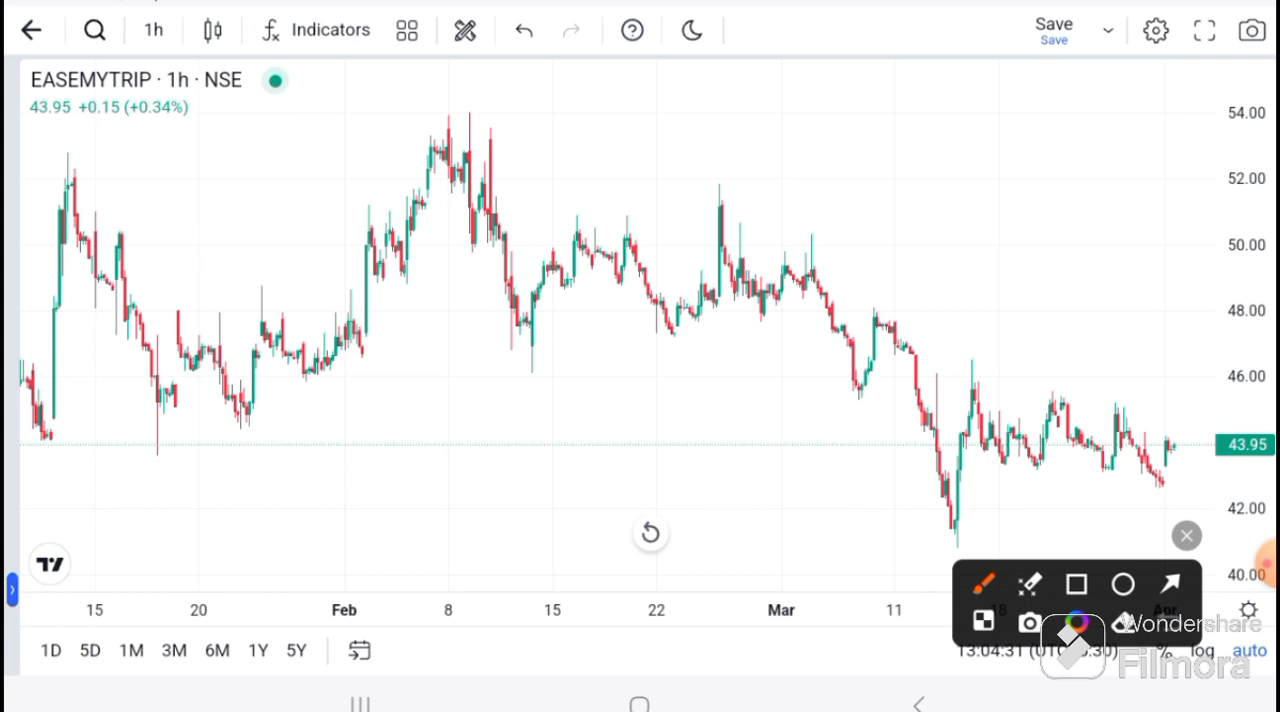 1h
Indicators
Save
Save
EASEMYTRIP · 1h · NSE
43.95 +0.15 (+0.34%)
54.00
52.00
50.00
48.00
46.00
43.95
42.00
40.00
15 20 Feb 8 15 22 Mar 11 18 Apr
1D 5D 1M 3M 6M 1Y 5Y
% log auto
Wondershare
Filmora